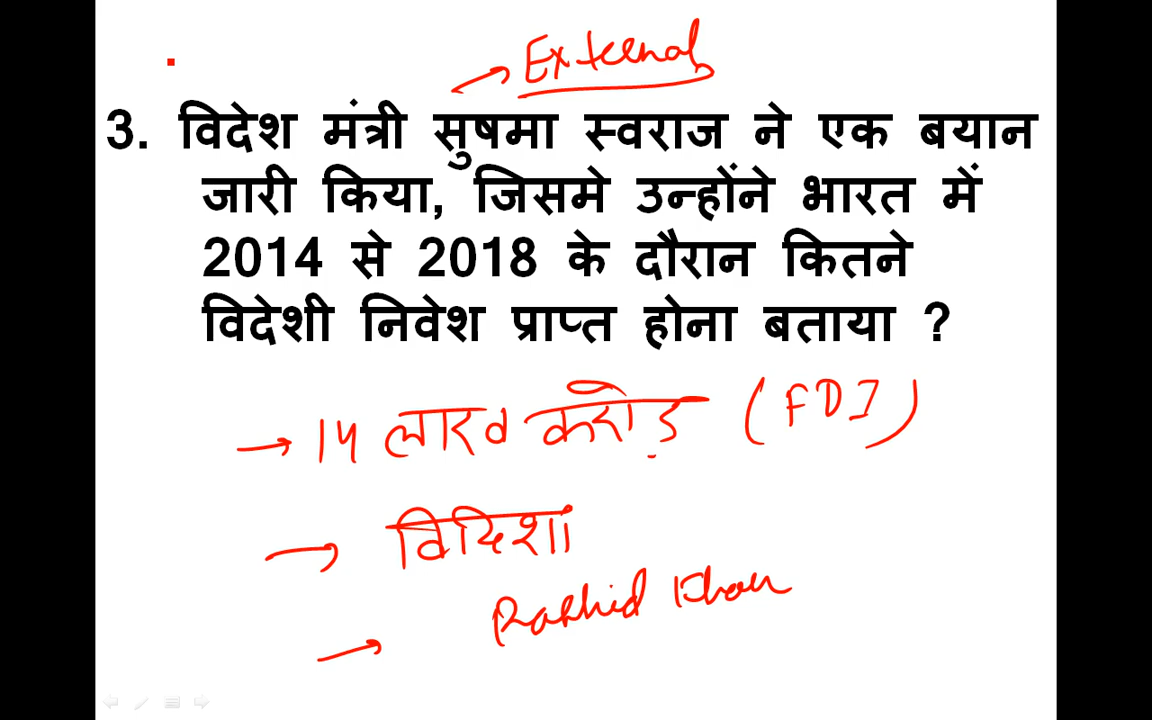 → External
3. विदेश मंत्री सुषमा स्वराज ने एक बयान
जारी किया, जिसमे उन्होंने भारत में
2014 से 2018 के दौरान कितने
विदेशी निवेश प्राप्त होना बताया ?
→ 14 लाख करोड़ (FDI)
→ विदिशा
→ Rashid Khan